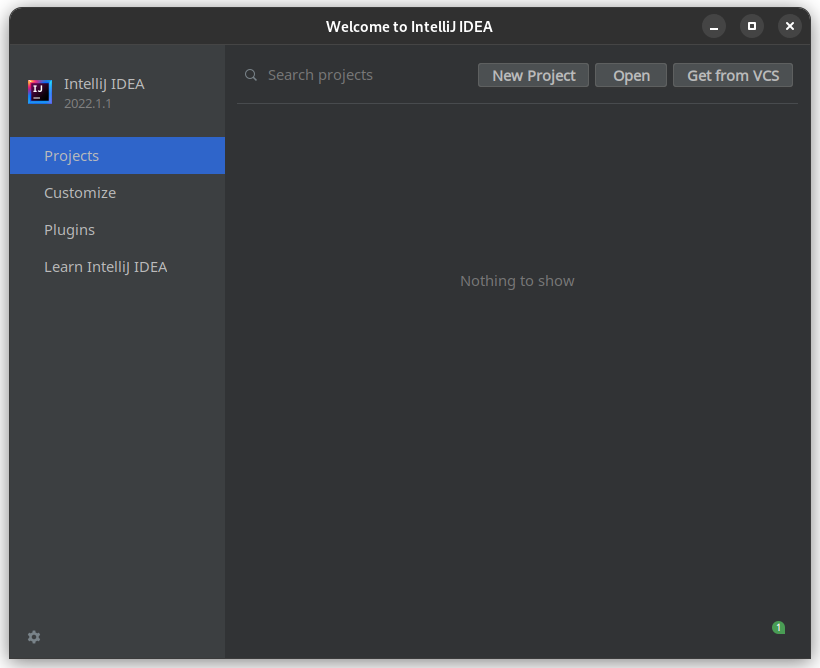 Welcome to IntelliJ IDEA
IJ
IntelliJ IDEA
2022.1.1
Search projects
New Project
Open
Get from VCS
Projects
Customize
Plugins
Learn IntelliJ IDEA
Nothing to show
1